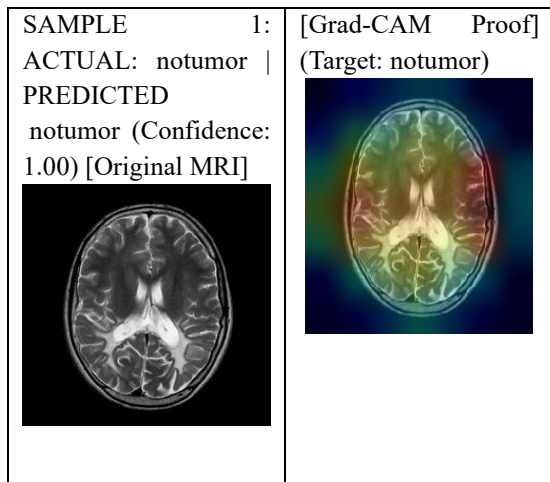 SAMPLE 1:
ACTUAL: notumor |
PREDICTED
notumor (Confidence:
1.00) [Original MRI]
[Grad-CAM Proof]
(Target: notumor)